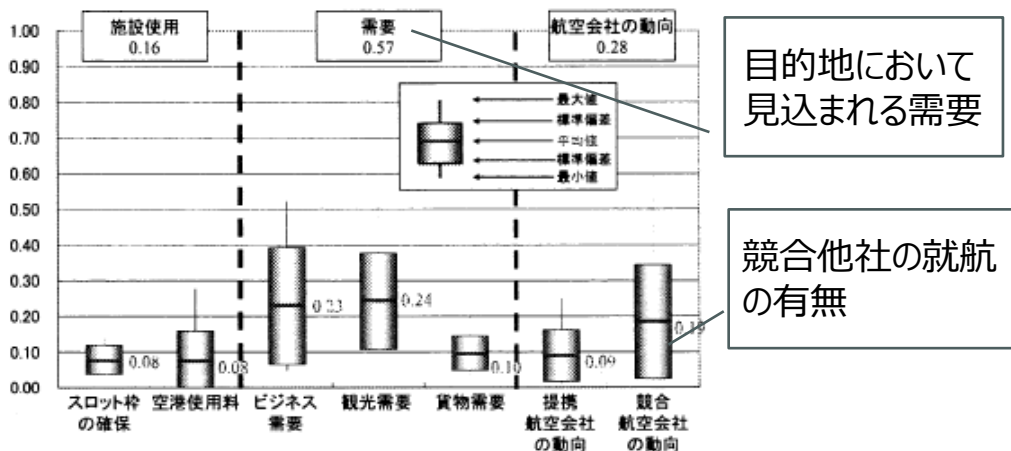 施設使用
0.16
需要
0.57
航空会社の動向
0.28
1.00
0.90
0.80
0.70
0.60
0.50
0.40
0.30
0.20
0.10
0.00
最大値
標準偏差
平均値
標準偏差
最小値
0.08
0.08
0.23
0.24
0.10
0.09
0.19
スロット枠
の確保
空港使用料
ビジネス
需要
観光需要
貨物需要
提携
航空会社
の動向
競合
航空会社
の動向
目的地において
見込まれる需要
競合他社の就航
の有無